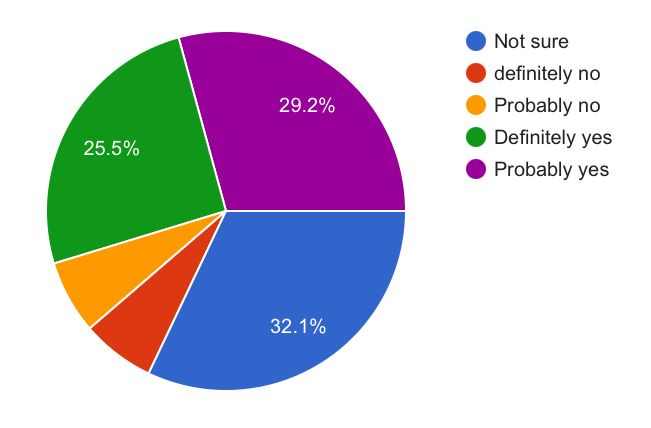 Not sure
definitely no
Probably no
Definitely yes
Probably yes
29.2%
25.5%
32.1%